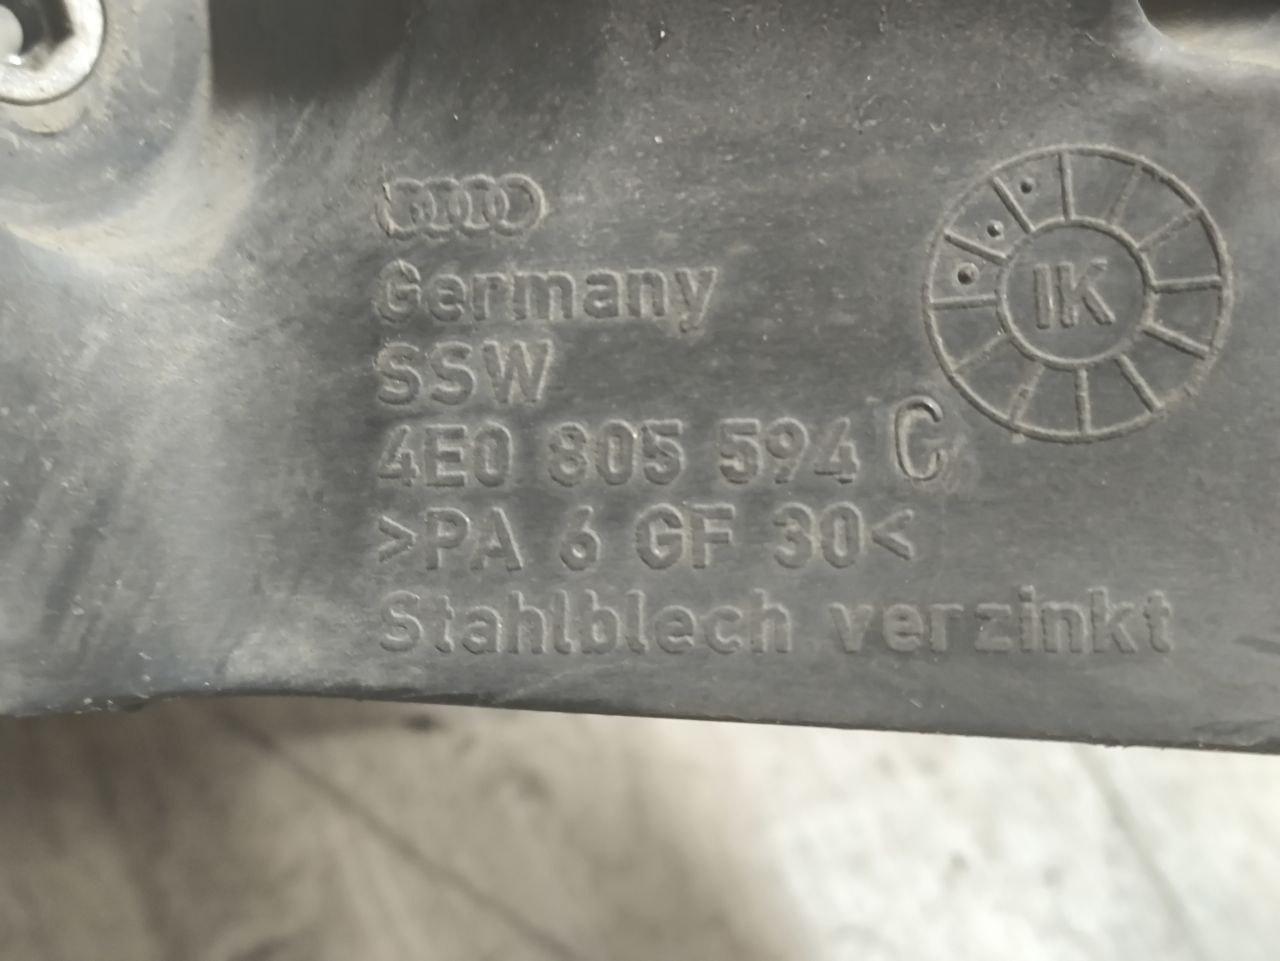 Germany
SSW
4E0 805 594 C
>PA 6 GF 30<
Stahlblech verzinkt
IK